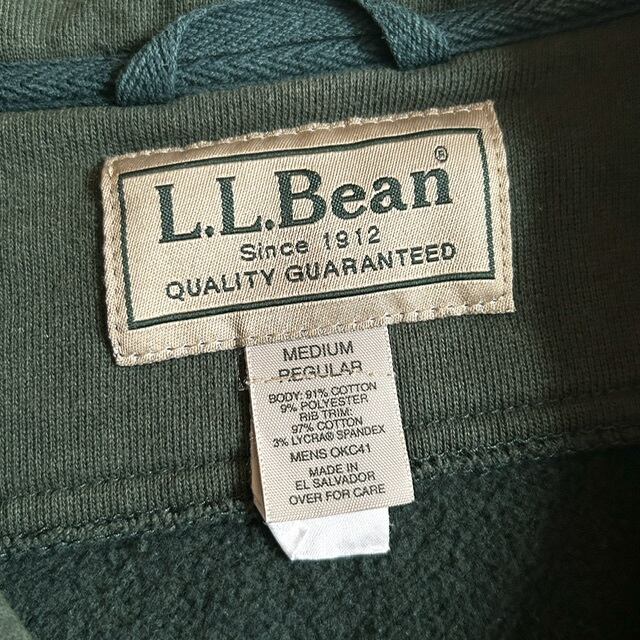 L.L.Bean®
Since 1912
QUALITY GUARANTEED
MEDIUM
REGULAR
BODY: 91% COTTON
9% POLYESTER
RIB TRIM:
97% COTTON
3% LYCRA® SPANDEX
MENS OKC41
MADE IN
EL SALVADOR
OVER FOR CARE